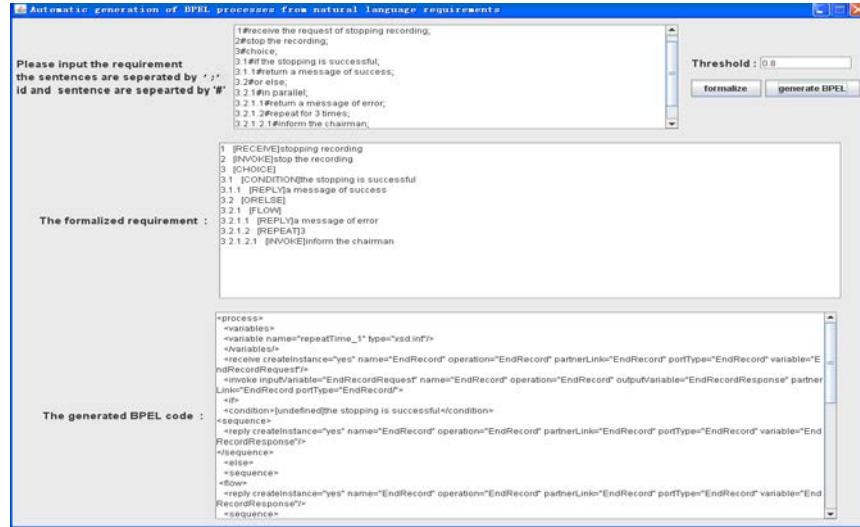 Automatic generation of BPEL processes from natural language requirements
Please input the requirement
the sentences are seperated by ';'
id and sentence are sepearted by '#'
1#receive the request of stopping recording;
2#stop the recording;
3#choice;
3.1#if the stopping is successful;
3.1.1#return a message of success;
3.2#or else;
3.2.1#in parallel;
3.2.1.1#return a message of error;
3.2.1.2#repeat for 3 times;
3.2.1.2.1#inform the chairman;
Threshold : 0.8
formalize generate BPEL
The formalized requirement :
1 [RECEIVE]stopping recording
2 [INVOKE]stop the recording
3 [CHOICE]
3.1 [CONDITION]the stopping is successful
3.1.1 [REPLY]a message of success
3.2 [ORELSE]
3.2.1 [FLOW]
3.2.1.1 [REPLY]a message of error
3.2.1.2 [REPEAT]3
3.2.1.2.1 [INVOKE]inform the chairman
The generated BPEL code :
<process>
<variables>
<variable name="repeatTime_1" type="xsd:int"/>
</variables/>
<receive createInstance="yes" name="EndRecord" operation="EndRecord" partnerLink="EndRecord" portType="EndRecord" variable="E
ndRecordRequest"/>
<invoke inputVariable="EndRecordRequest" name="EndRecord" operation="EndRecord" outputVariable="EndRecordResponse" partner
Link="EndRecord portType="EndRecord/">
<if>
<condition>[undefined]the stopping is successful</condition>
<sequence>
<reply createInstance="yes" name="EndRecord" operation="EndRecord" partnerLink="EndRecord" portType="EndRecord" variable="End
RecordResponse"/>
</sequence>
<else>
<sequence>
<flow>
<reply createInstance="yes" name="EndRecord" operation="EndRecord" partnerLink="EndRecord" portType="EndRecord" variable="End
RecordResponse"/>
<sequence>